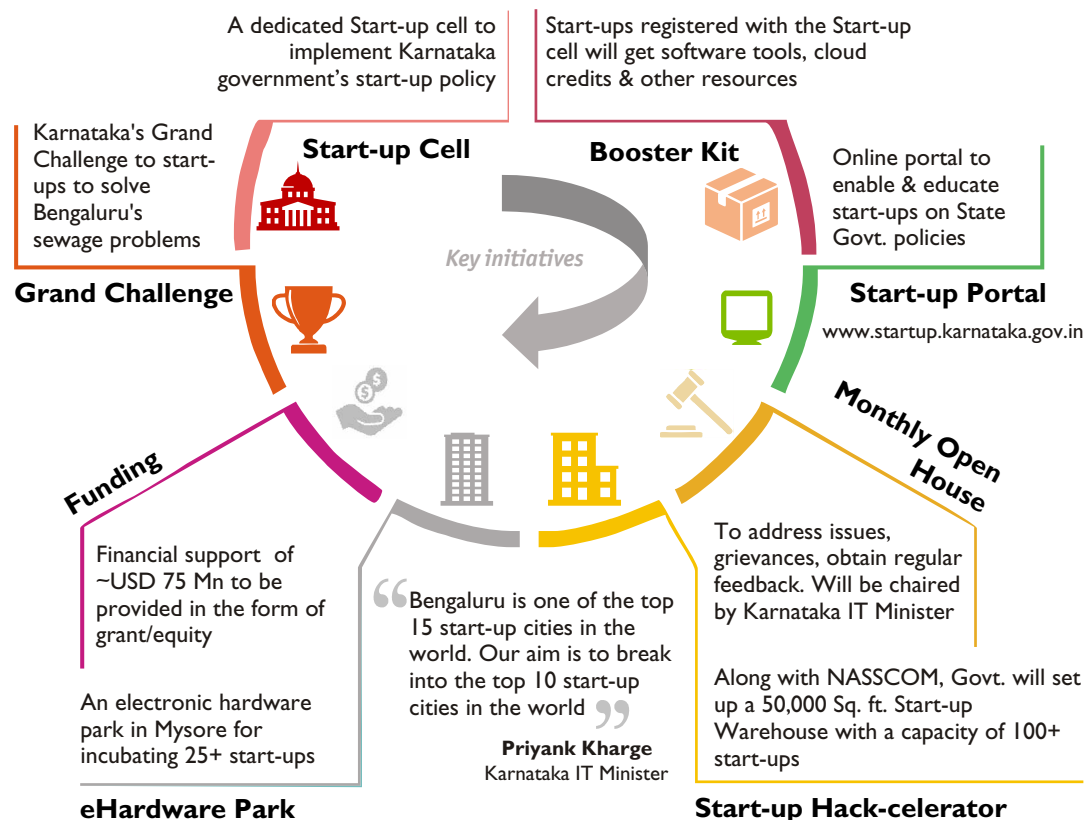 A dedicated Start-up cell to
implement Karnataka
government's start-up policy
Start-up Cell
Start-ups registered with the Start-up
cell will get software tools, cloud
credits & other resources
Booster Kit
Karnataka's Grand
Challenge to start-
ups to solve
Bengaluru's
sewage problems
Grand Challenge
Key initiatives
Online portal to
enable & educate
start-ups on State
Govt. policies
Start-up Portal
www.startup.karnataka.gov.in
Monthly Open
House
To address issues,
grievances, obtain regular
feedback. Will be chaired
by Karnataka IT Minister
Funding
Financial support of
~USD 75 Mn to be
provided in the form of
grant/equity
An electronic hardware
park in Mysore for
incubating 25+ start-ups
eHardware Park
“Bengaluru is one of the top
15 start-up cities in the
world. Our aim is to break
into the top 10 start-up
cities in the world”
Priyank Kharge
Karnataka IT Minister
Along with NASSCOM, Govt. will set
up a 50,000 Sq. ft. Start-up
Warehouse with a capacity of 100+
start-ups
Start-up Hack-celerator